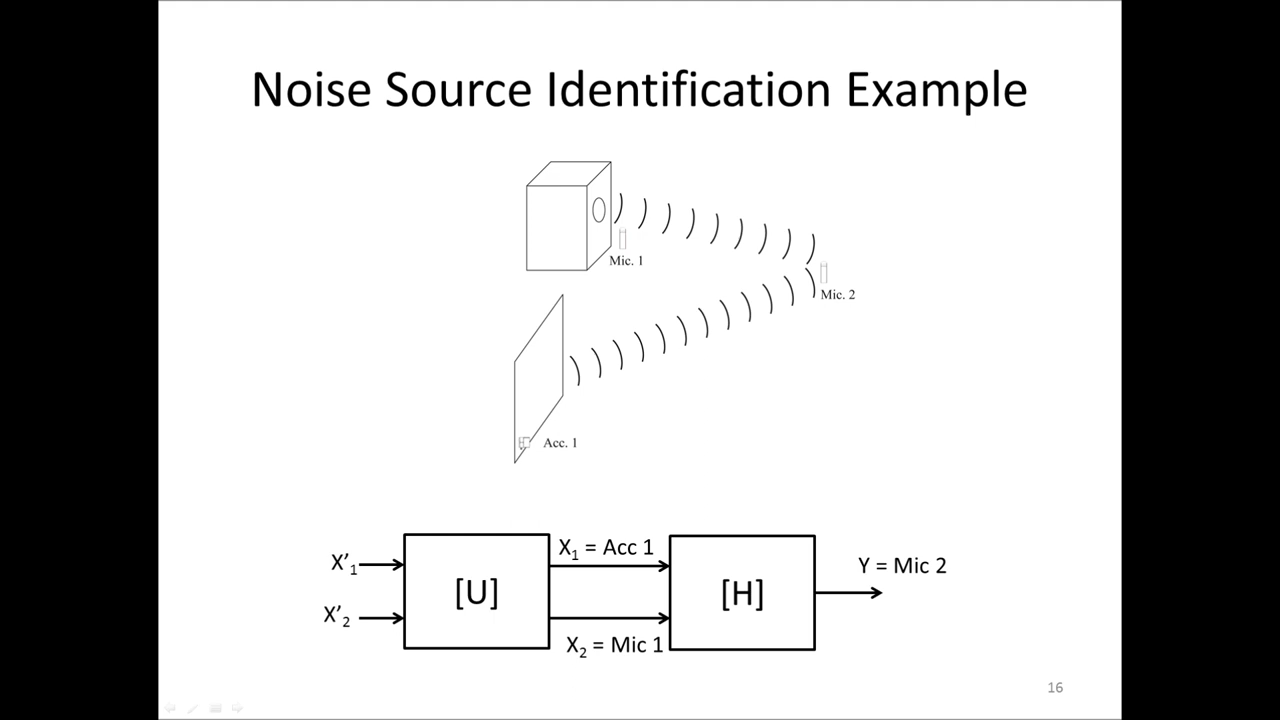 Noise Source Identification Example
Mic. 1
Mic. 2
Acc. 1
X'₁
X'₂
[U]
X₁ = Acc 1
X₂ = Mic 1
[H]
Y = Mic 2
16